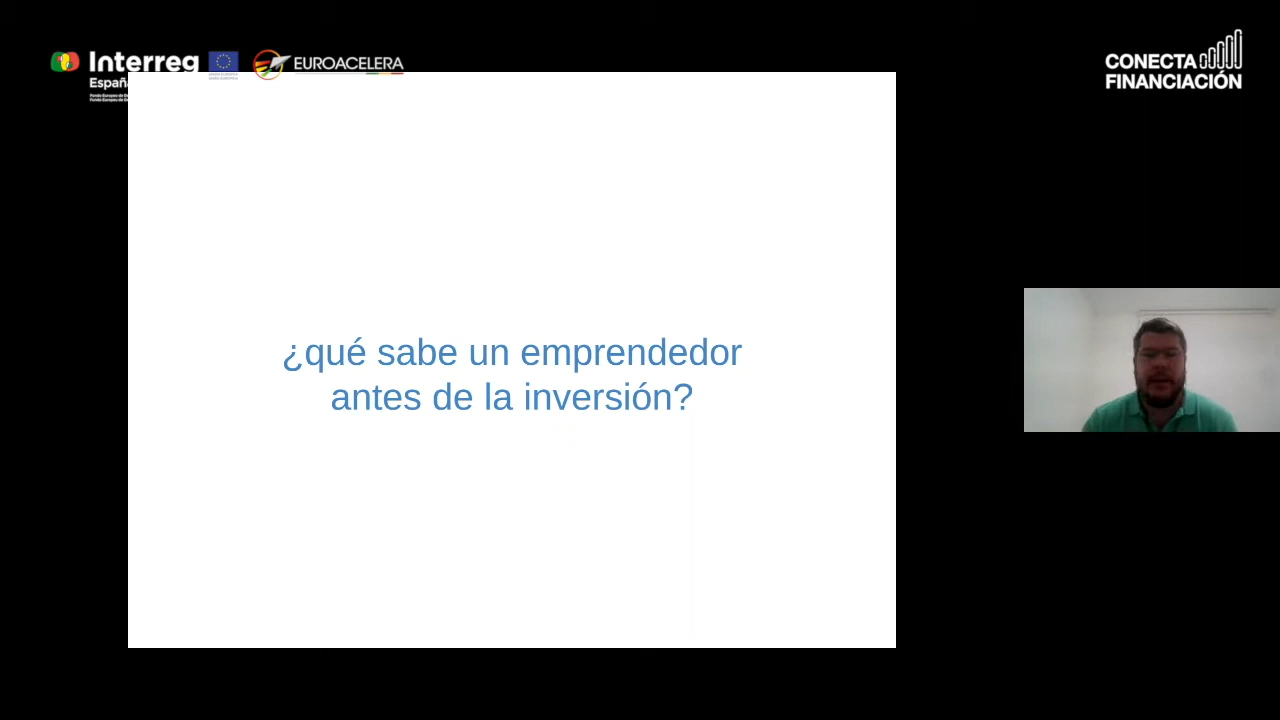 Interreg
España
EUROACELERA
CONECTA
FINANCIACIÓN
¿qué sabe un emprendedor
antes de la inversión?